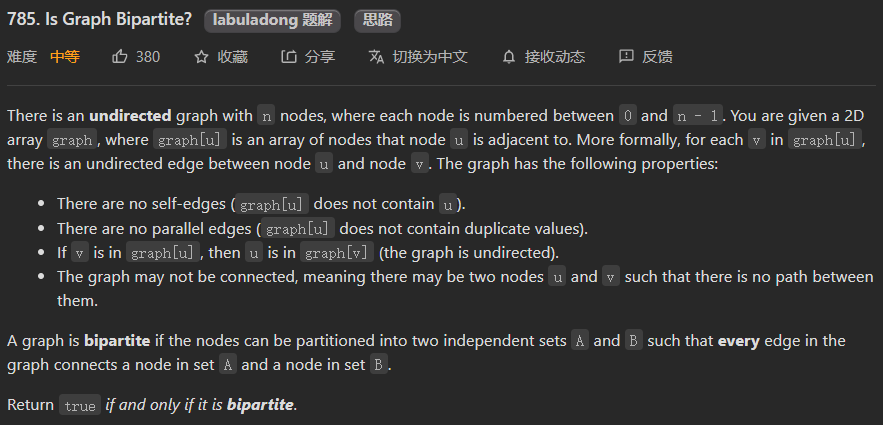 785. Is Graph Bipartite? labuladong 题解 思路
难度 中等 380 收藏 分享 切换为中文 接收动态 反馈
There is an undirected graph with n nodes, where each node is numbered between 0 and n - 1. You are given a 2D
array graph, where graph[u] is an array of nodes that node u is adjacent to. More formally, for each v in graph[u],
there is an undirected edge between node u and node v. The graph has the following properties:
• There are no self-edges (graph[u] does not contain u).
• There are no parallel edges (graph[u] does not contain duplicate values).
• If v is in graph[u], then u is in graph[v] (the graph is undirected).
• The graph may not be connected, meaning there may be two nodes u and v such that there is no path between
them.
A graph is bipartite if the nodes can be partitioned into two independent sets A and B such that every edge in the
graph connects a node in set A and a node in set B.
Return true if and only if it is bipartite.